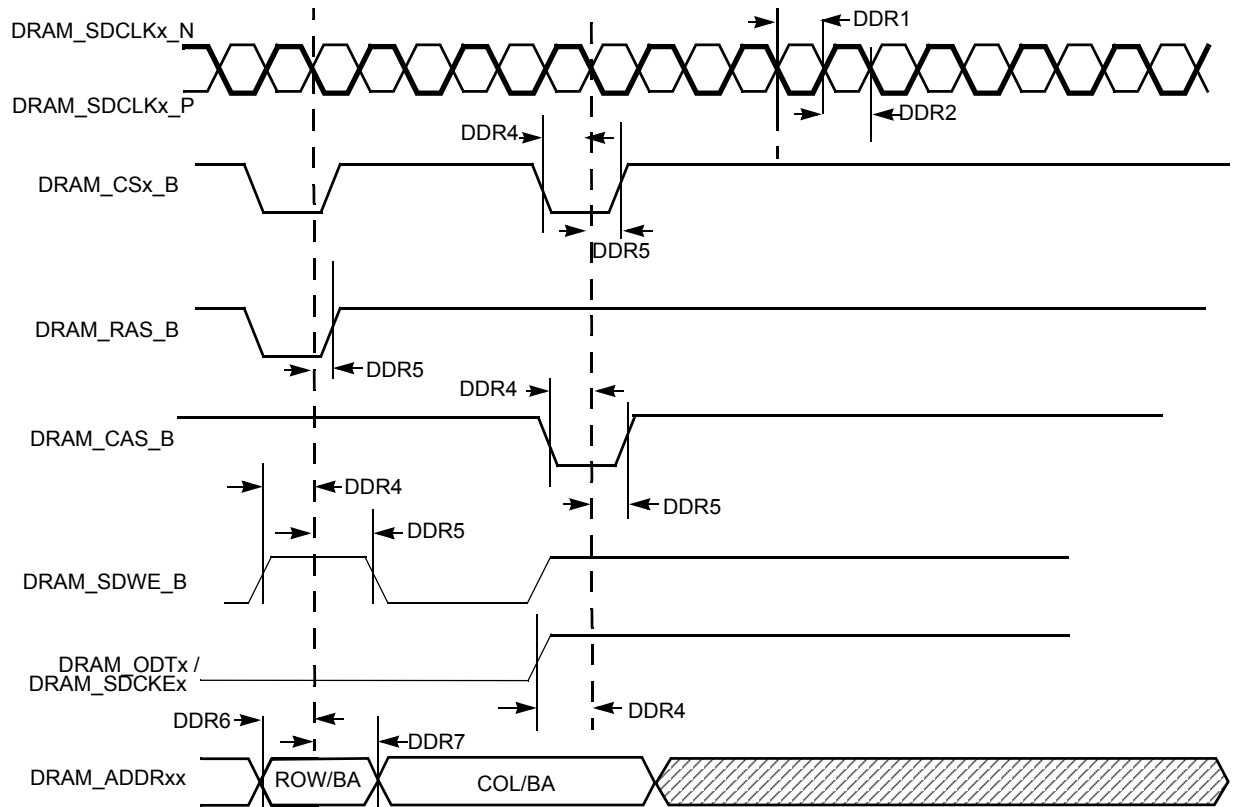 DRAM_SDCLKx_N
DDR1
DRAM_SDCLKx_P
DDR2
DDR4
DRAM_CSx_B
DDR5
DRAM_RAS_B
DDR5
DDR4
DRAM_CAS_B
DDR4
DDR5
DDR5
DRAM_SDWE_B
DRAM_ODTx /
DRAM_SDCKEx
DDR4
DDR6
DDR7
DRAM_ADDRxx
ROW/BA
COL/BA